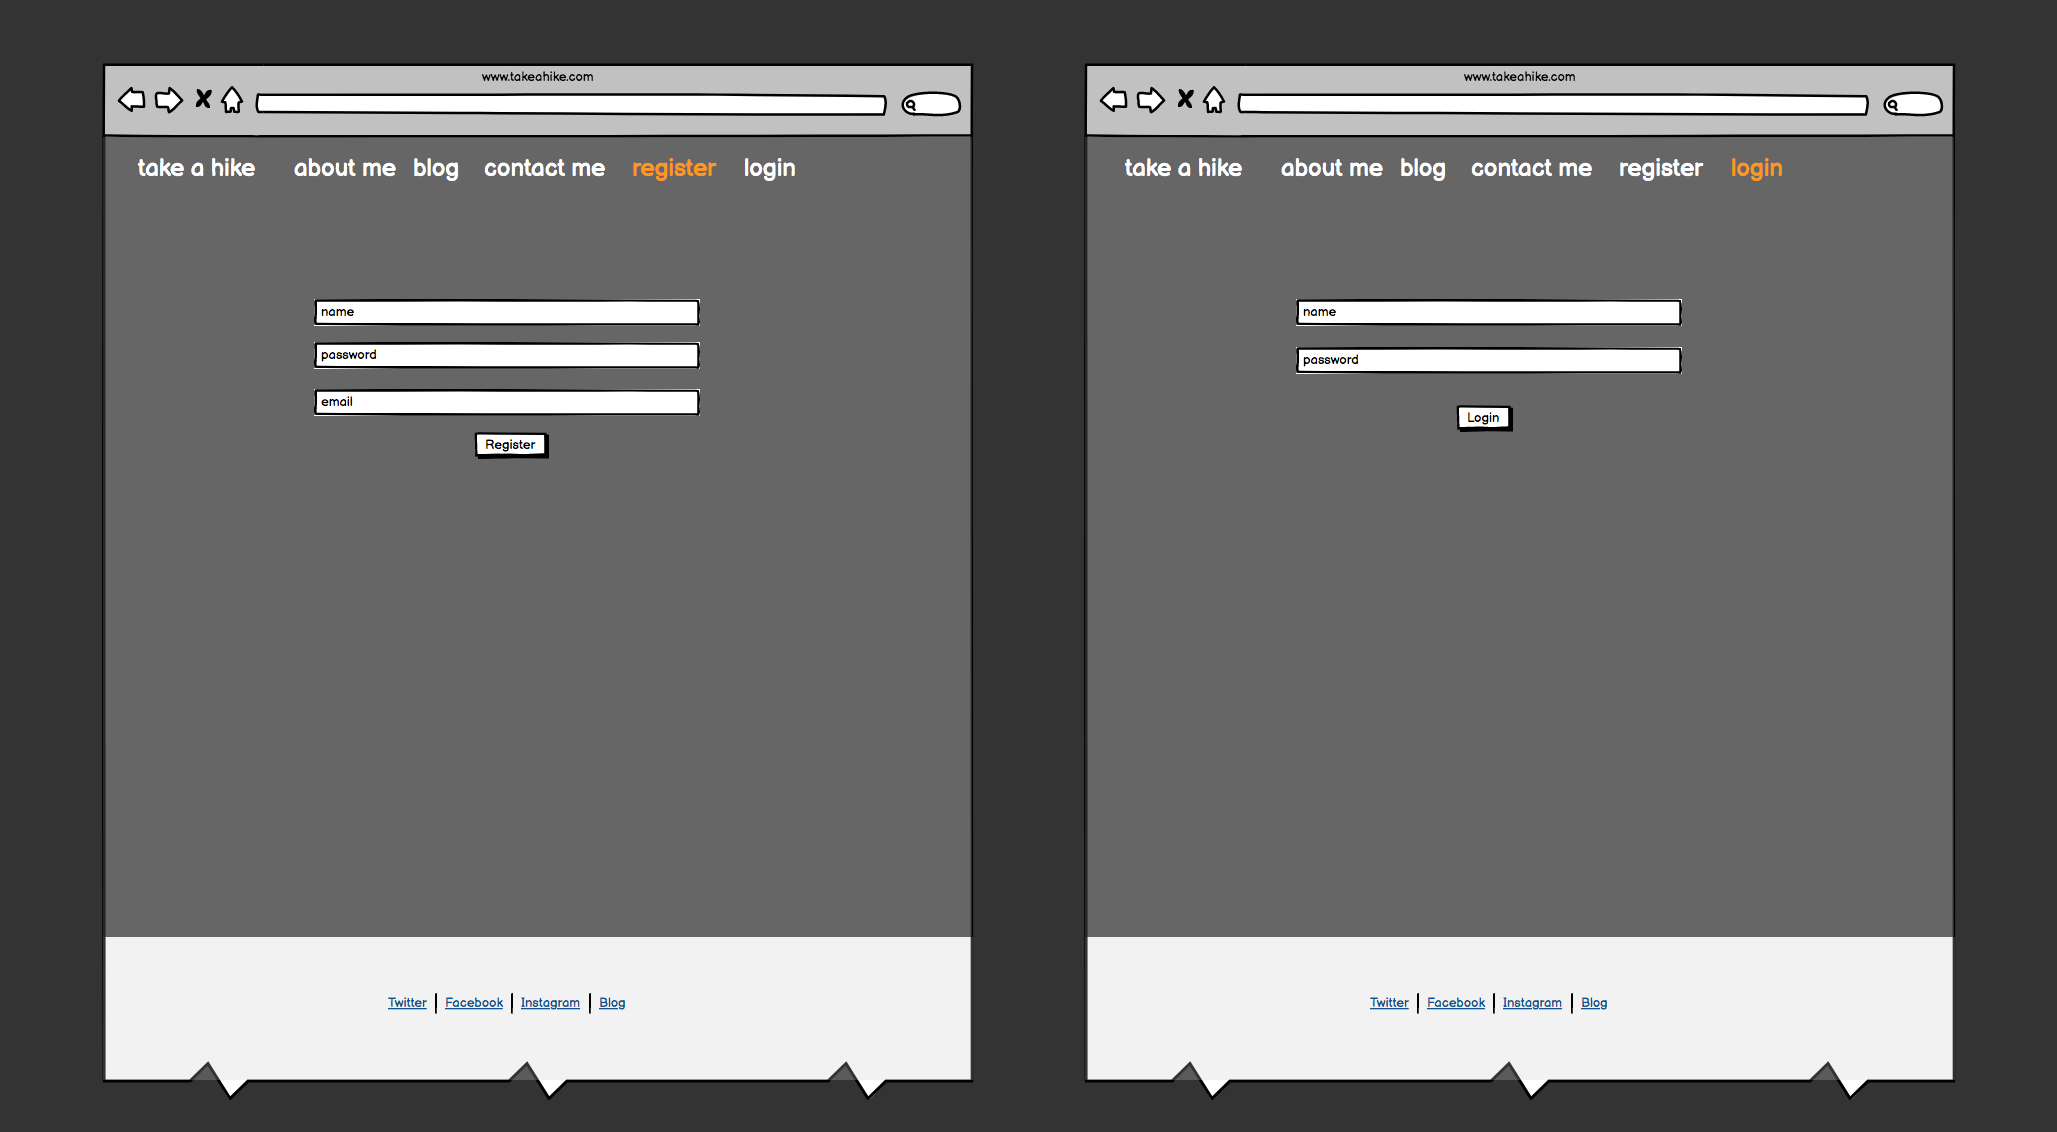 www.takeahike.com
take a hike about me blog contact me register login
name
password
email
Register
Twitter Facebook Instagram Blog
www.takeahike.com
take a hike about me blog contact me register login
name
password
Login
Twitter Facebook Instagram Blog